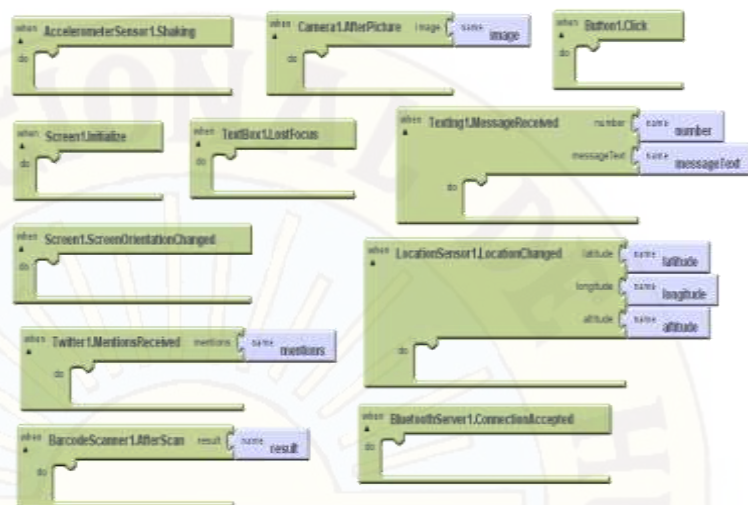 when AccelerometerSensor1.Shaking
do
when Camera1.AfterPicture image name image
do
when Button1.Click
do
when Screen1.Initialize
do
when TextBox1.LostFocus
do
when Texting1.MessageReceived number name number
messageText name messageText
do
when Screen1.ScreenOrientationChanged
do
when LocationSensor1.LocationChanged latitude name latitude
longitude name longitude
altitude name altitude
do
when Twitter1.MentionsReceived mentions name mentions
do
when BluetoothServer1.ConnectionAccepted
do
when BarcodeScanner1.AfterScan result name result
do